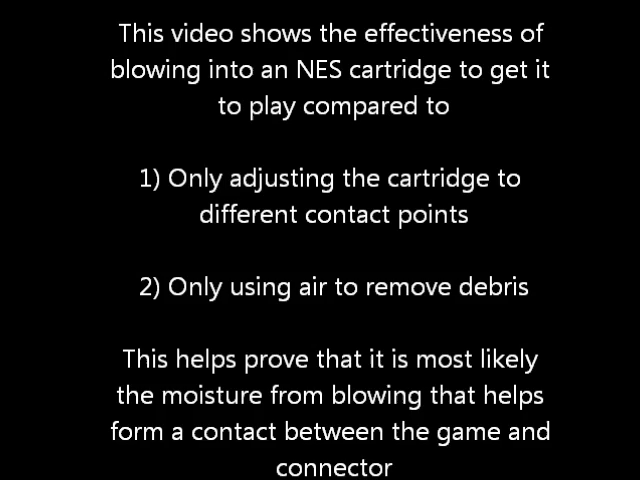 This video shows the effectiveness of
blowing into an NES cartridge to get it
to play compared to
1) Only adjusting the cartridge to
different contact points
2) Only using air to remove debris
This helps prove that it is most likely
the moisture from blowing that helps
form a contact between the game and
connector